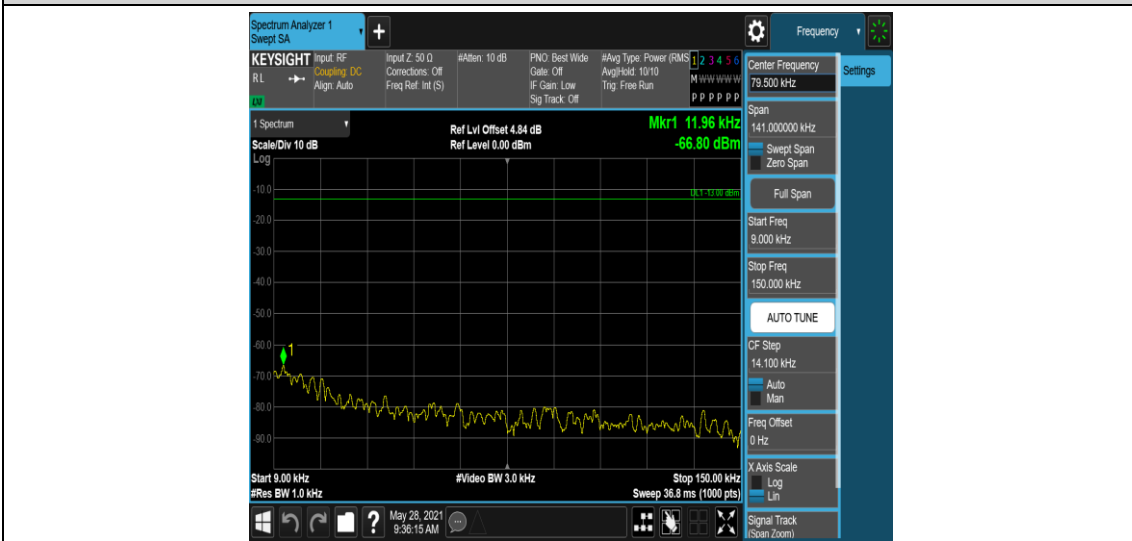 Spectrum Analyzer 1
Swept SA
+
Frequency
KEYSIGHT
RL
LXI
Input: RF
Coupling: DC
Align: Auto
Input Z: 50 Ω
Corrections: Off
Freq Ref: Int (S)
#Atten: 10 dB
PNO: Best Wide
Gate: Off
IF Gain: Low
Sig Track: Off
#Avg Type: Power (RMS
Avg|Hold: 10/10
Trig: Free Run
1 2 3 4 5 6
M W W W W W
P P P P P P
1 Spectrum
Scale/Div 10 dB
Log
Ref Lvl Offset 4.84 dB
Ref Level 0.00 dBm
Mkr1 11.96 kHz
-66.80 dBm
DL1 -13.00 dBm
-10.0
-20.0
-30.0
-40.0
-50.0
-60.0
-70.0
-80.0
-90.0
1
Start 9.00 kHz
#Res BW 1.0 kHz
#Video BW 3.0 kHz
Stop 150.00 kHz
Sweep 36.8 ms (1000 pts)
?
May 28, 2021
9:36:15 AM
Center Frequency
79.500 kHz
Settings
Span
141.000000 kHz
Swept Span
Zero Span
Full Span
Start Freq
9.000 kHz
Stop Freq
150.000 kHz
AUTO TUNE
CF Step
14.100 kHz
Auto
Man
Freq Offset
0 Hz
X Axis Scale
Log
Lin
Signal Track
(Span Zoom)